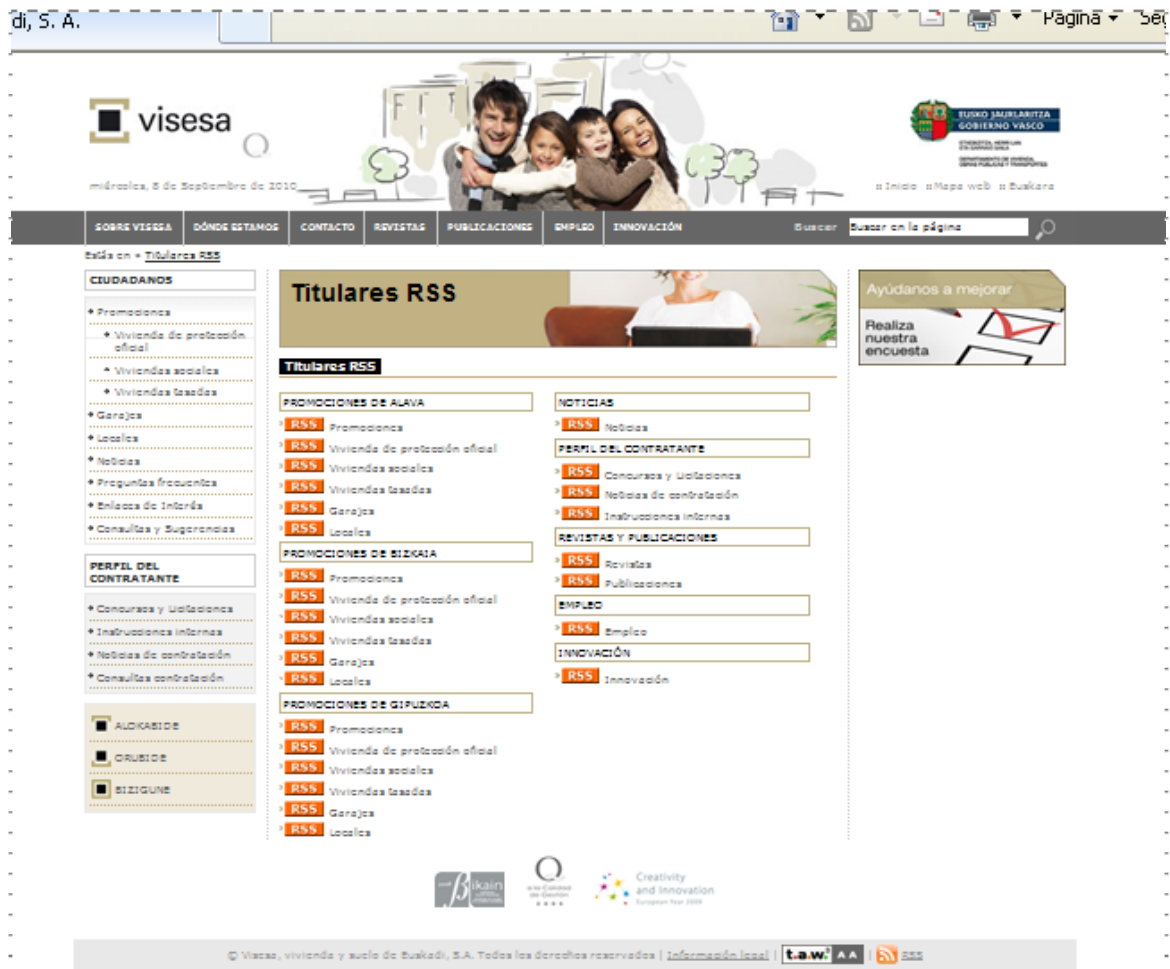 di, S. A.
Página
visesa
EUSKO JAURLARITZA
GOBIERNO VASCO
miércoles, 8 de Septiembre de 2010
Inicio Mapa web Euskara
SOBRE VISESA DÓNDE ESTAMOS CONTACTO REVISTAS PUBLICACIONES EMPLEO INNOVACIÓN Buscar Buscar en la página
Estás en » Titulares RSS
CIUDADANOS
Promociones
Vivienda de protección
oficial
Viviendas sociales
Viviendas tasadas
Garajes
Locales
Noticias
Preguntas frecuentes
Enlaces de Interés
Consultas y Sugerencias
PERFIL DEL
CONTRATANTE
Concursos y Licitaciones
Instrucciones internas
Noticias de contratación
Consultas contratación
ALOKABIDE
ORUBIDE
BIZIGUNE
Titulares RSS
Titulares RSS
PROMOCIONES DE ALAVA
RSS Promociones
RSS Vivienda de protección oficial
RSS Viviendas sociales
RSS Viviendas tasadas
RSS Garajes
RSS Locales
PROMOCIONES DE BIZKAIA
RSS Promociones
RSS Vivienda de protección oficial
RSS Viviendas sociales
RSS Viviendas tasadas
RSS Garajes
RSS Locales
PROMOCIONES DE GIPUZKOA
RSS Promociones
RSS Vivienda de protección oficial
RSS Viviendas sociales
RSS Viviendas tasadas
RSS Garajes
RSS Locales
NOTICIAS
RSS Noticias
PERFIL DEL CONTRATANTE
RSS Concursos y Licitaciones
RSS Noticias de contratación
RSS Instrucciones internas
REVISTAS Y PUBLICACIONES
RSS Revistas
RSS Publicaciones
EMPLEO
RSS Empleo
INNOVACIÓN
RSS Innovación
Ayúdanos a mejorar
Realiza
nuestra
encuesta
Bikain
Q
a la Calidad
de Gestión
Creativity
and Innovation
European Year 2009
© Visesa, vivienda y suelo de Euskadi, S.A. Todos los derechos reservados | Información legal | t.a.w. A A | RSS